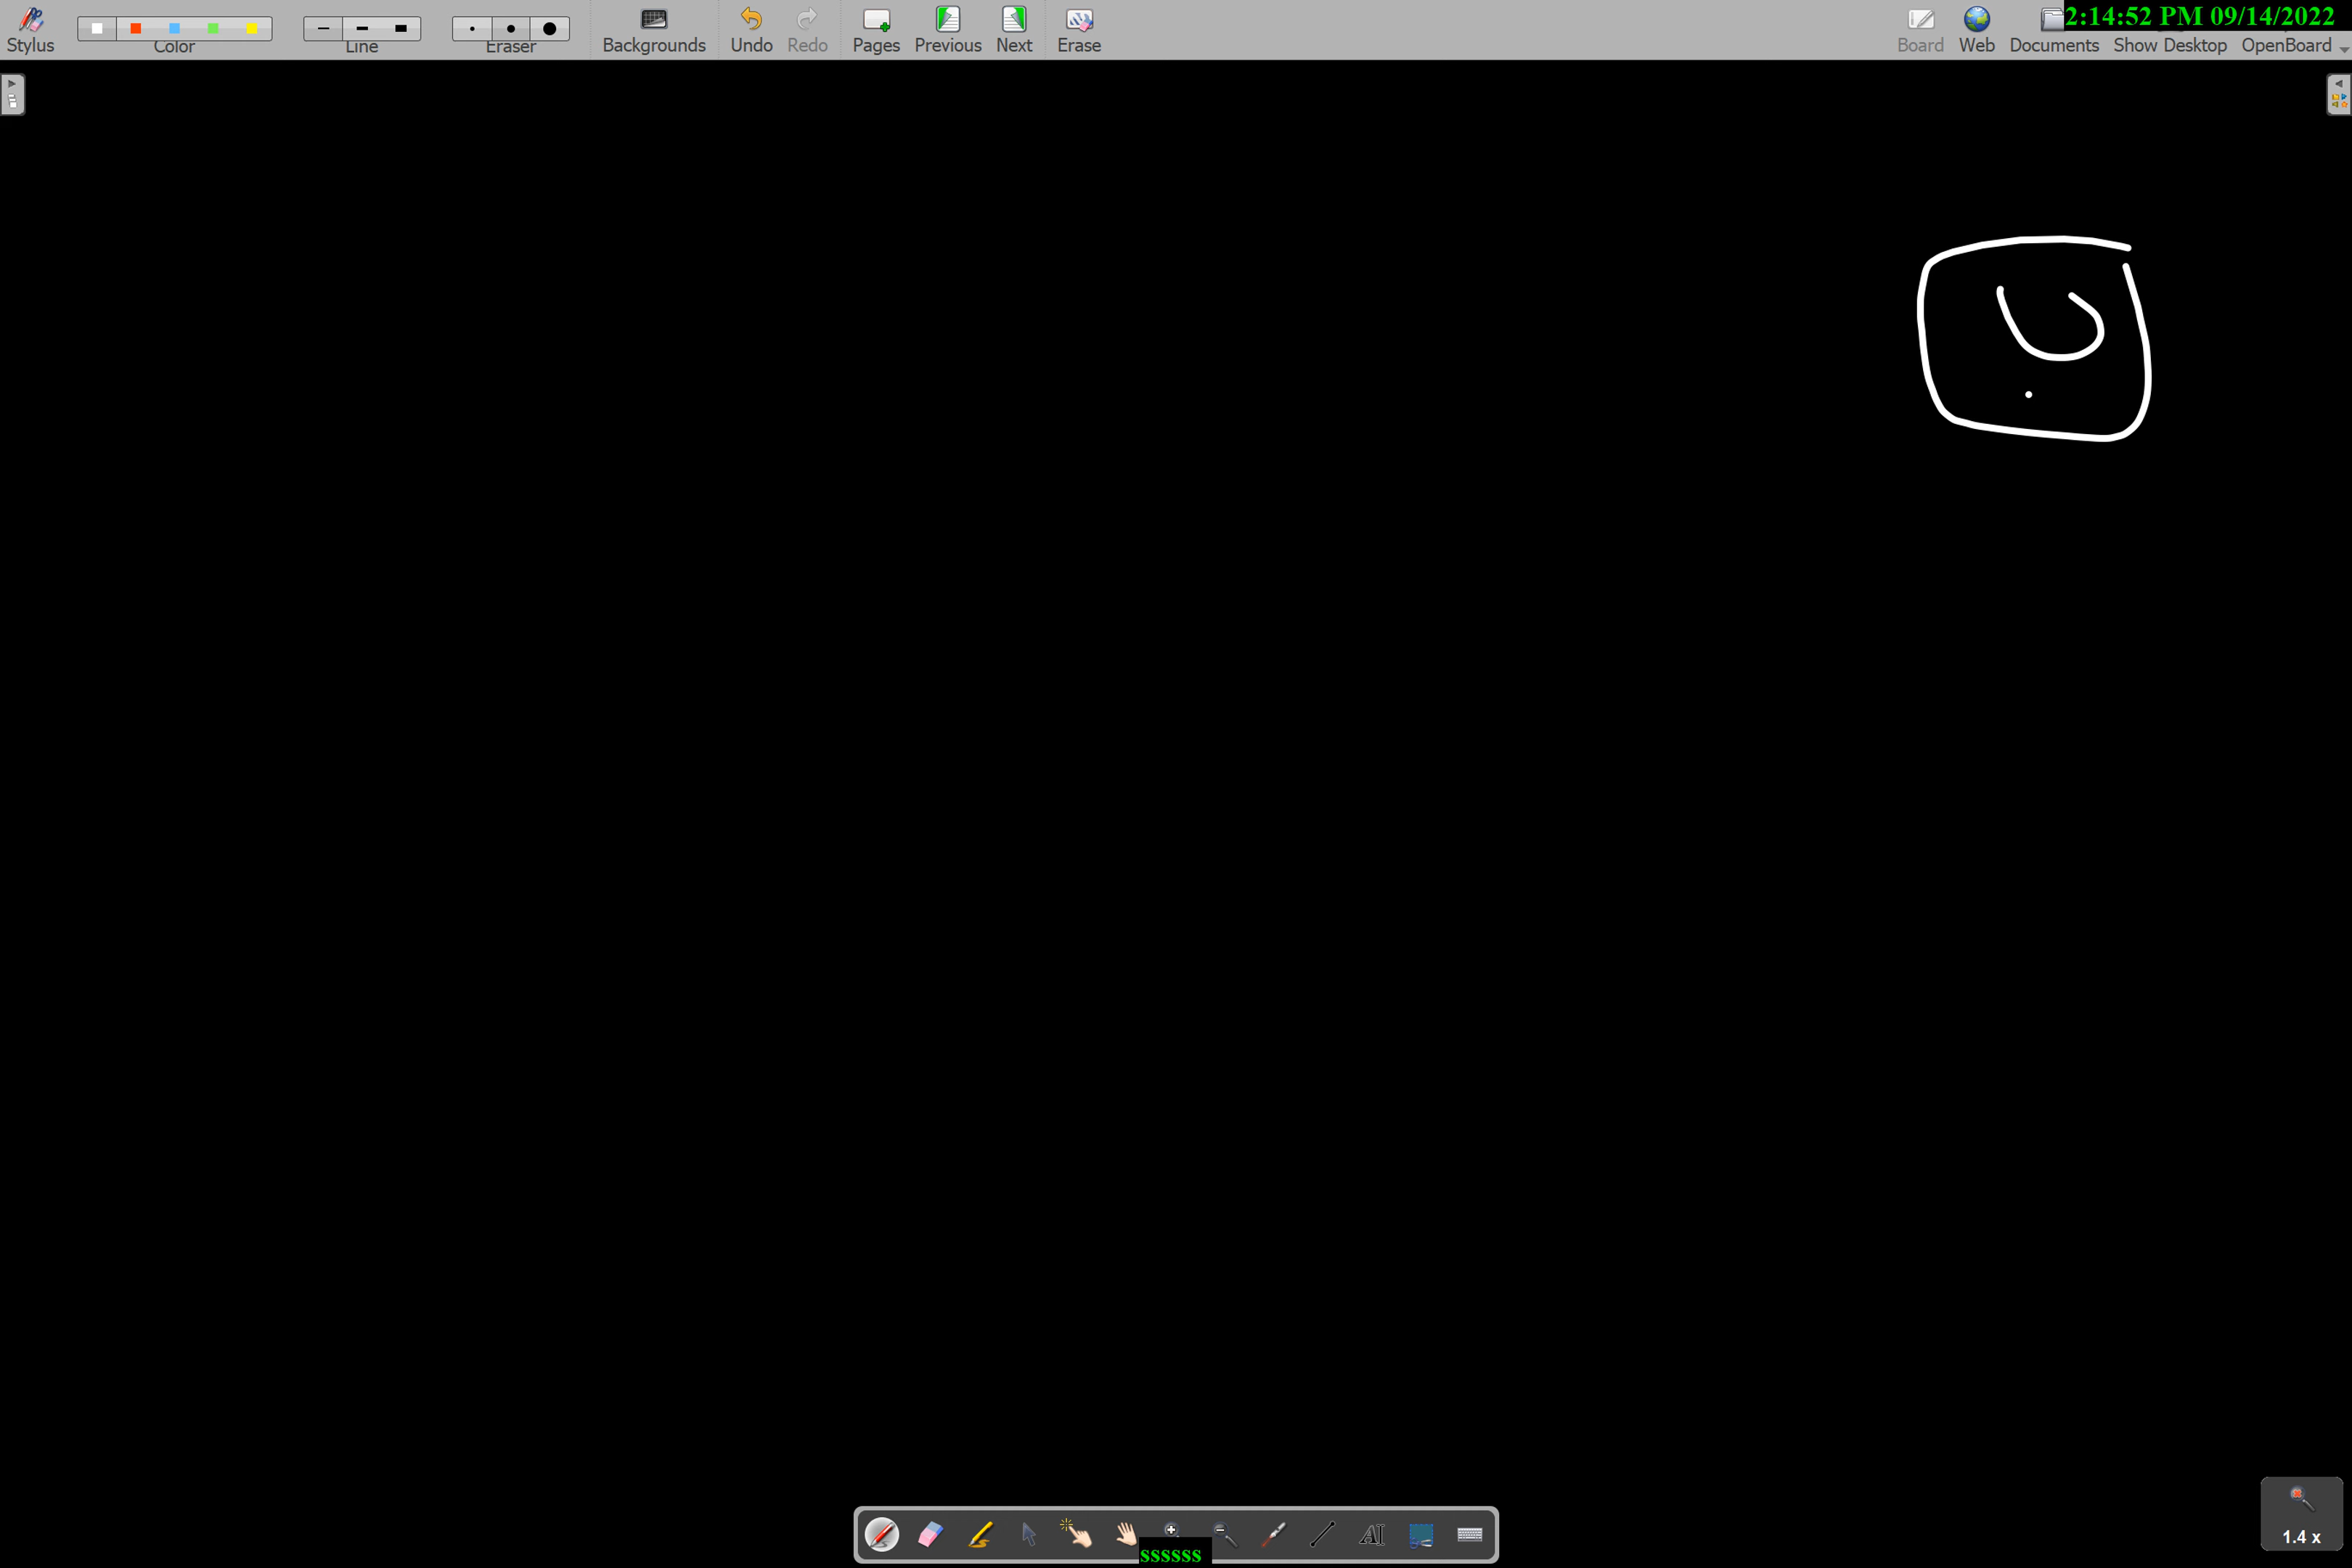 Stylus
Color
Line
Eraser
Backgrounds
Undo
Redo
Pages
Previous
Next
Erase
Board
Web
Documents
Show Desktop
OpenBoard
2:14:52 PM 09/14/2022
AI
ssssss
1.4 x